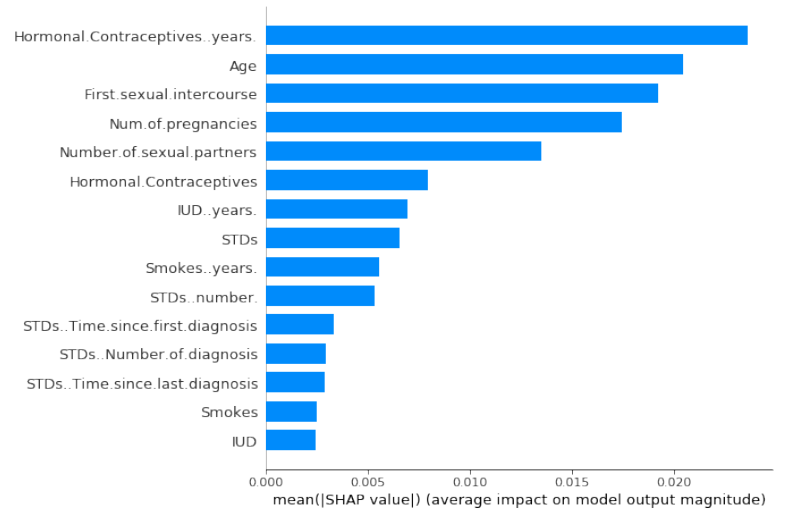 Hormonal.Contraceptives..years.
Age
First.sexual.intercourse
Num.of.pregnancies
Number.of.sexual.partners
Hormonal.Contraceptives
IUD..years.
STDs
Smokes..years.
STDs..number.
STDs..Time.since.first.diagnosis
STDs..Number.of.diagnosis
STDs..Time.since.last.diagnosis
Smokes
IUD
0.000 0.005 0.010 0.015 0.020
mean(|SHAP value|) (average impact on model output magnitude)